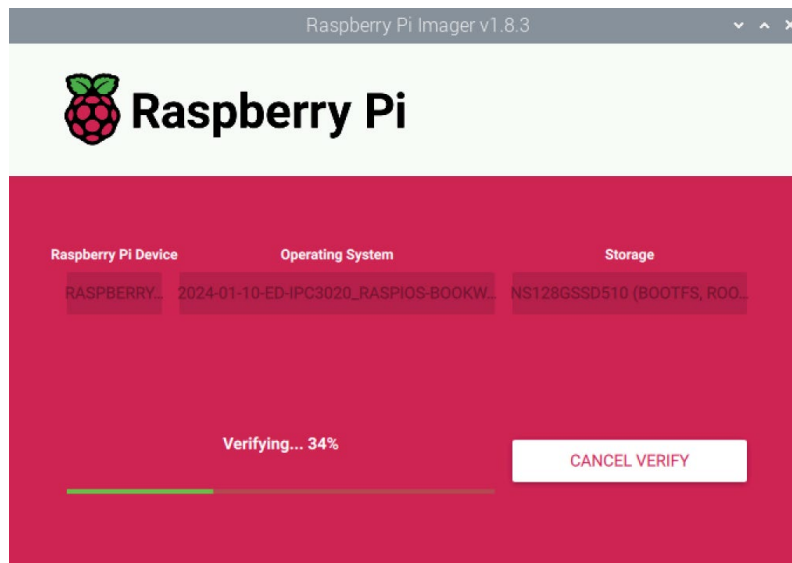 Raspberry Pi Imager v1.8.3
Raspberry Pi
Raspberry Pi Device Operating System Storage
RASPBERRY... 2024-01-10-ED-IPC3020_RASPIOS-BOOKW... NS128GSSD510 (BOOTFS, ROO...
Verifying... 34%
CANCEL VERIFY